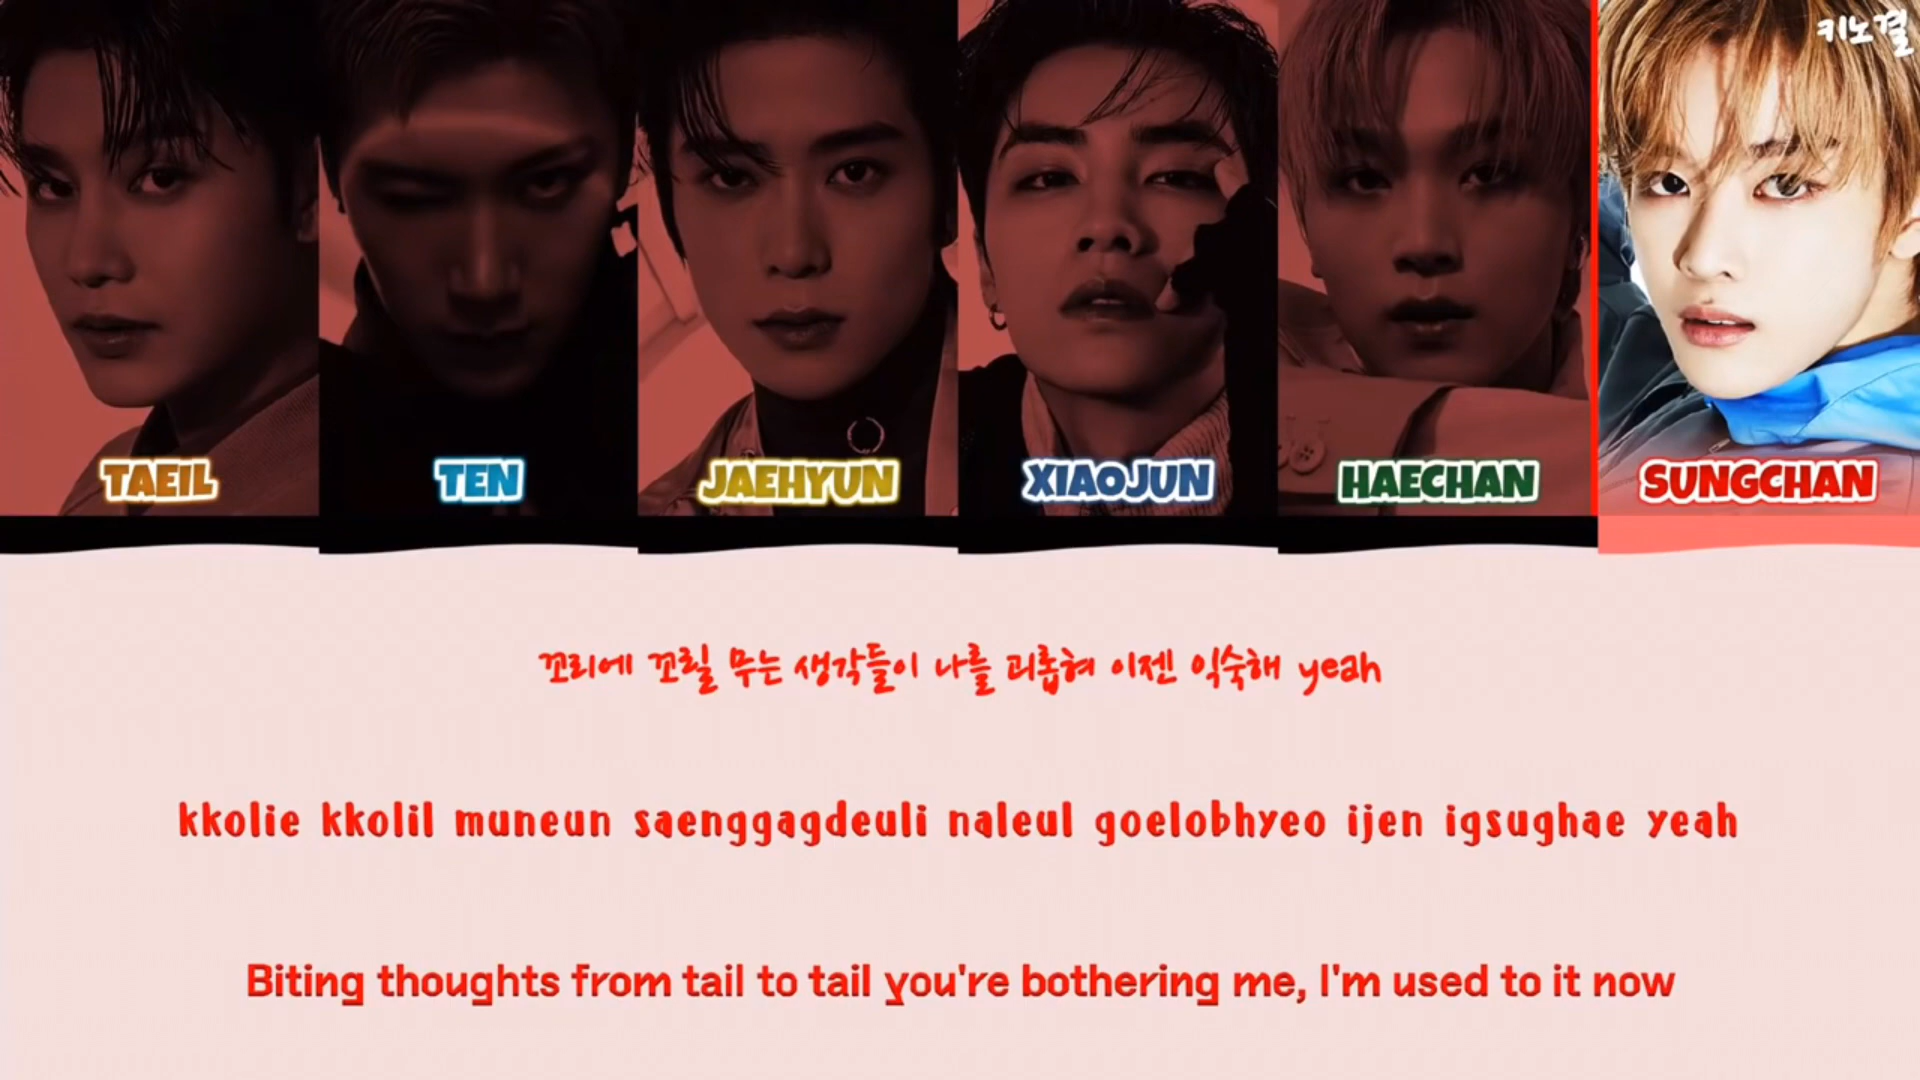 키노결
TAEIL TEN JAEHYUN XIAOJUN HAECHAN SUNGCHAN
꼬리에 꼬릴 무는 생각들이 나를 괴롭혀 이젠 익숙해 yeah
kkolie kkolil muneun saenggagdeuli naleul goelobhyeo ijen igsughae yeah
Biting thoughts from tail to tail you're bothering me, I'm used to it now